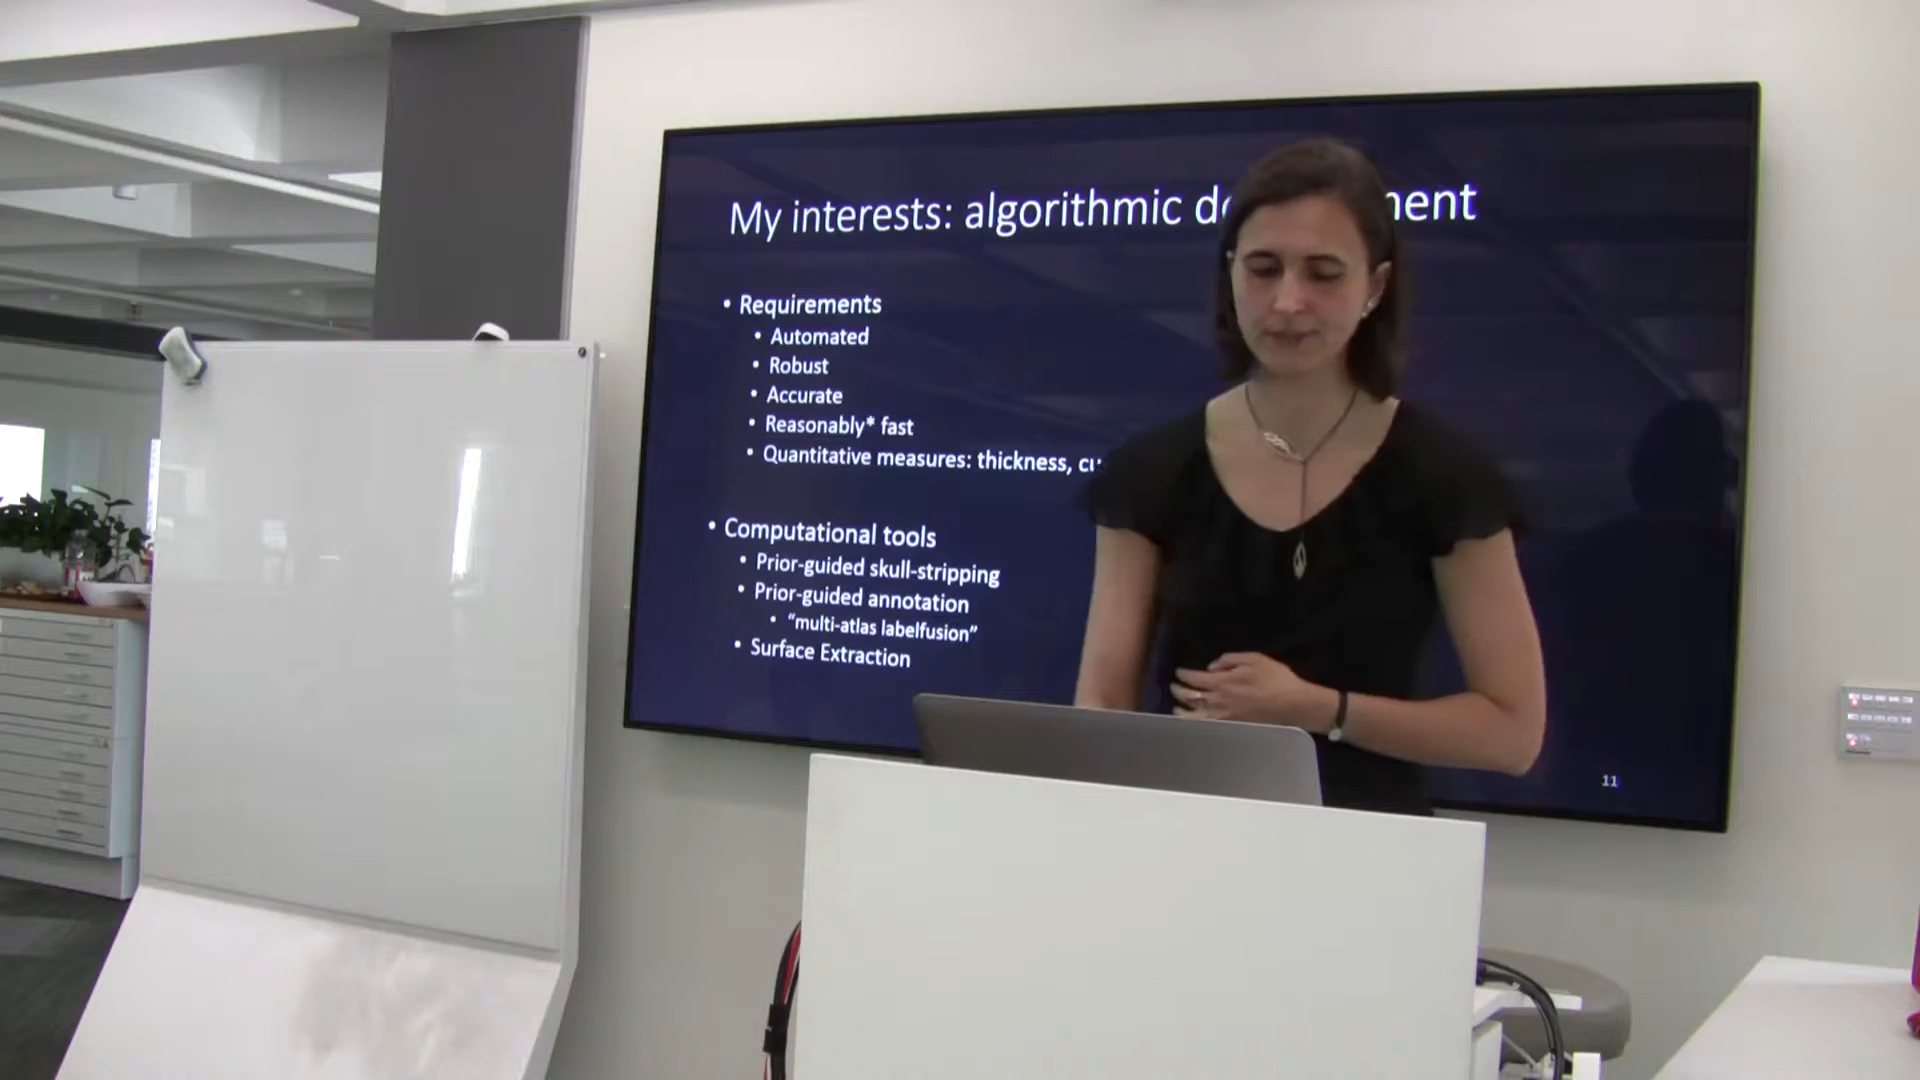 My interests: algorithmic de ment
• Requirements
• Automated
• Robust
• Accurate
• Reasonably* fast
• Quantitative measures: thickness,
• Computational tools
• Prior-guided skull-stripping
• Prior-guided annotation
• “multi-atlas labelfusion”
• Surface Extraction
11